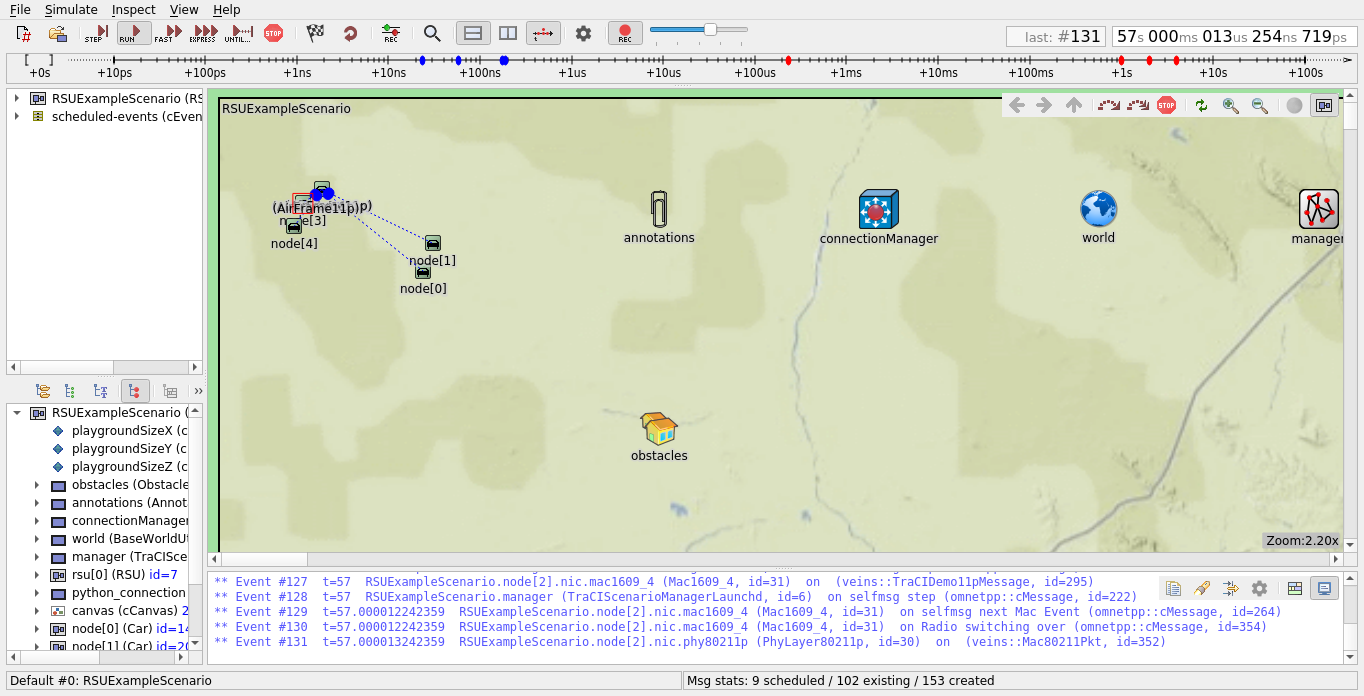 File Simulate Inspect View Help
STEP RUN FAST EXPRESS UNTIL... STOP REC REC
last: #131 57s 000ms 013us 254ns 719ps
+0s +10ps +100ps +1ns +10ns +100ns +1us +10us +100us +1ms +10ms +100ms +1s +10s +100s
RSUExampleScenario (RS
scheduled-events (cEven
RSUExampleScenario
STOP
(AirFrame11p)
node[3]
node[4]
node[1]
node[0]
annotations
connectionManager
world
manager
obstacles
Zoom:2.20x
RSUExampleScenario (
playgroundSizeX (c
playgroundSizeY (c
playgroundSizeZ (c
obstacles (Obstacle
annotations (Annot
connectionManager
world (BaseWorldUt
manager (TraCISce
rsu[0] (RSU) id=7
python_connection
canvas (cCanvas) 2
node[0] (Car) id=14
node[1] (Car) id=20
** Event #127 t=57 RSUExampleScenario.node[2].nic.mac1609_4 (Mac1609_4, id=31) on (veins::TraCIDemo11pMessage, id=295)
** Event #128 t=57 RSUExampleScenario.manager (TraCIScenarioManagerLaunchd, id=6) on selfmsg step (omnetpp::cMessage, id=222)
** Event #129 t=57.000012242359 RSUExampleScenario.node[2].nic.mac1609_4 (Mac1609_4, id=31) on selfmsg next Mac Event (omnetpp::cMessage, id=264)
** Event #130 t=57.000012242359 RSUExampleScenario.node[2].nic.mac1609_4 (Mac1609_4, id=31) on Radio switching over (omnetpp::cMessage, id=354)
** Event #131 t=57.000013242359 RSUExampleScenario.node[2].nic.phy80211p (PhyLayer80211p, id=30) on (veins::Mac80211Pkt, id=352)
Default #0: RSUExampleScenario
Msg stats: 9 scheduled / 102 existing / 153 created